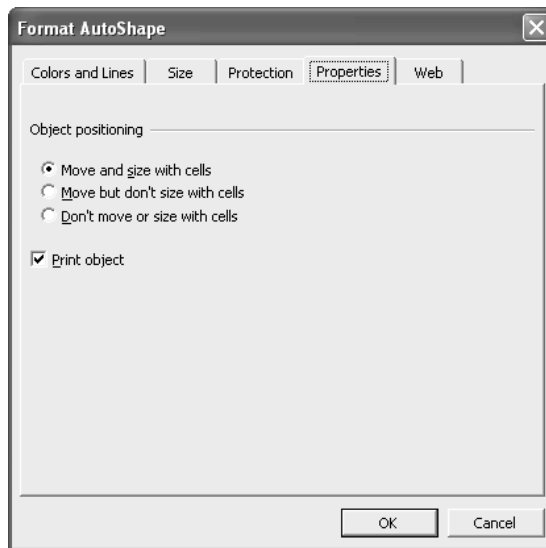 Format AutoShape
Colors and Lines Size Protection Properties Web
Object positioning
Move and size with cells
Move but don't size with cells
Don't move or size with cells
Print object
OK Cancel